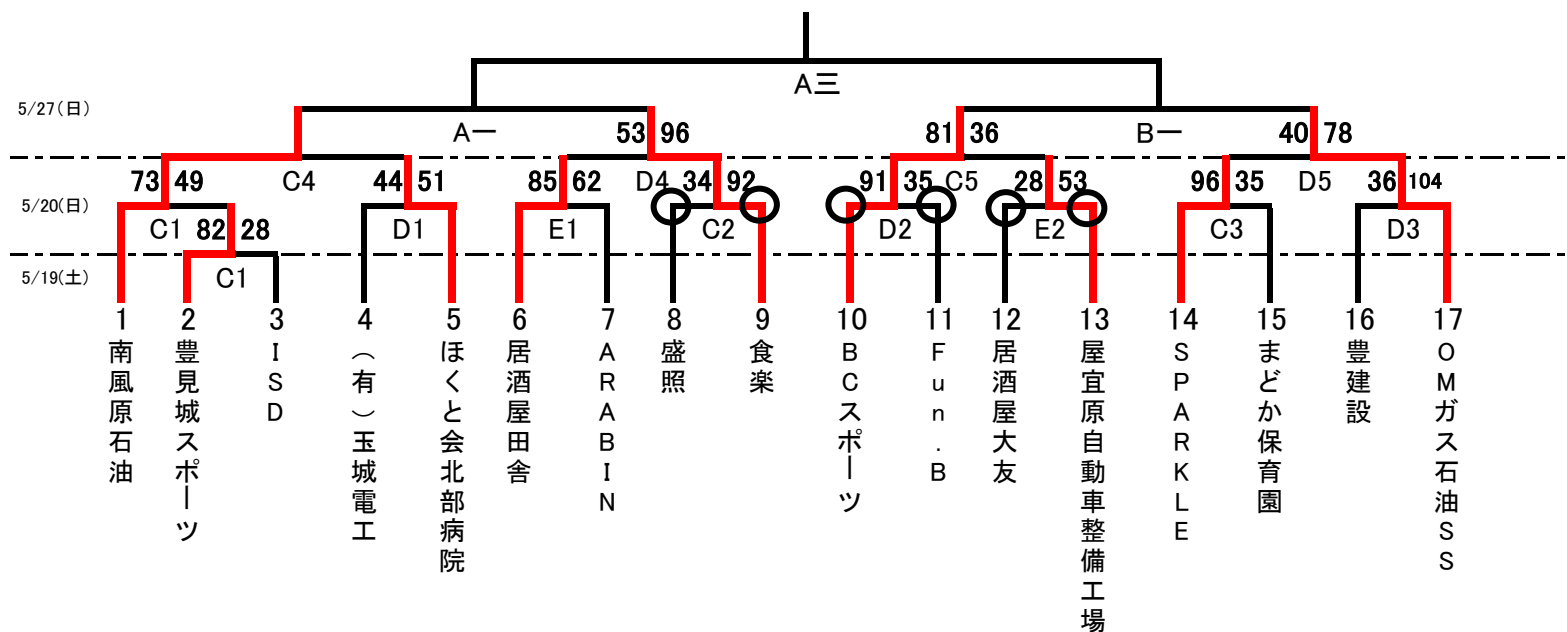 A三
5/27(日)
A一
53 96
81 36
B一
40 78
73 49
C4
44 51
85 62
D4
34 92
91 35
C5
28 53
96 35
D5
36 104
5/20(日)
C1
82 28
D1
E1
C2
D2
E2
C3
D3
5/19(土)
C1
1
2
3
4
5
6
7
8
9
10
11
12
13
14
15
16
17
南風原石油
豊見城スポーツ
ISD
(有)玉城電工
ほくと会北部病院
居酒屋田舎
ARABIN
盛照
食楽
BCスポーツ
Fun.B
居酒屋大友
屋宜原自動車整備工場
SPARKLE
まどか保育園
豊建設
OMガス石油SS